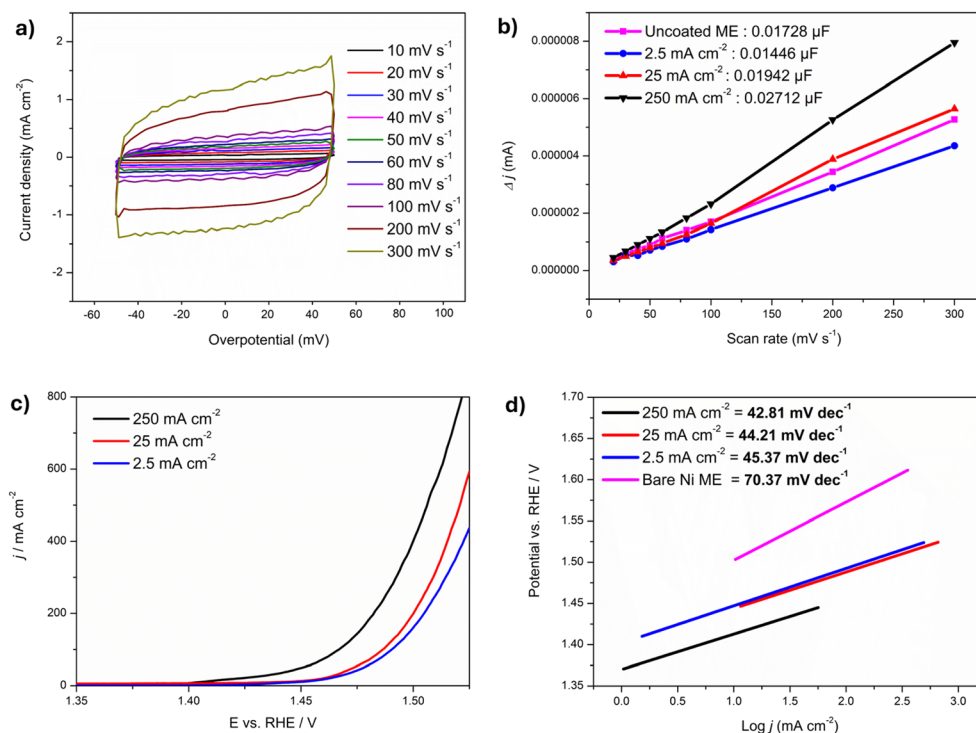 a)
Current density (mA cm⁻²)
2
1
0
-1
-2
-60
-40
-20
0
20
40
60
80
100
Overpotential (mV)
10 mV s⁻¹
20 mV s⁻¹
30 mV s⁻¹
40 mV s⁻¹
50 mV s⁻¹
60 mV s⁻¹
80 mV s⁻¹
100 mV s⁻¹
200 mV s⁻¹
300 mV s⁻¹
b)
Uncoated ME : 0.01728 µF
2.5 mA cm⁻² : 0.01446 µF
25 mA cm⁻² : 0.01942 µF
250 mA cm⁻² : 0.02712 µF
Δj (mA)
0.000008
0.000006
0.000004
0.000002
0.000000
0
50
100
150
200
250
300
Scan rate (mV s⁻¹)
c)
250 mA cm⁻²
25 mA cm⁻²
2.5 mA cm⁻²
j / mA cm⁻²
800
600
400
200
0
1.35
1.40
1.45
1.50
E vs. RHE / V
d)
250 mA cm⁻² = 42.81 mV dec⁻¹
25 mA cm⁻² = 44.21 mV dec⁻¹
2.5 mA cm⁻² = 45.37 mV dec⁻¹
Bare Ni ME = 70.37 mV dec⁻¹
Potential vs. RHE / V
1.70
1.65
1.60
1.55
1.50
1.45
1.40
1.35
0.0
0.5
1.0
1.5
2.0
2.5
3.0
Log j (mA cm⁻²)